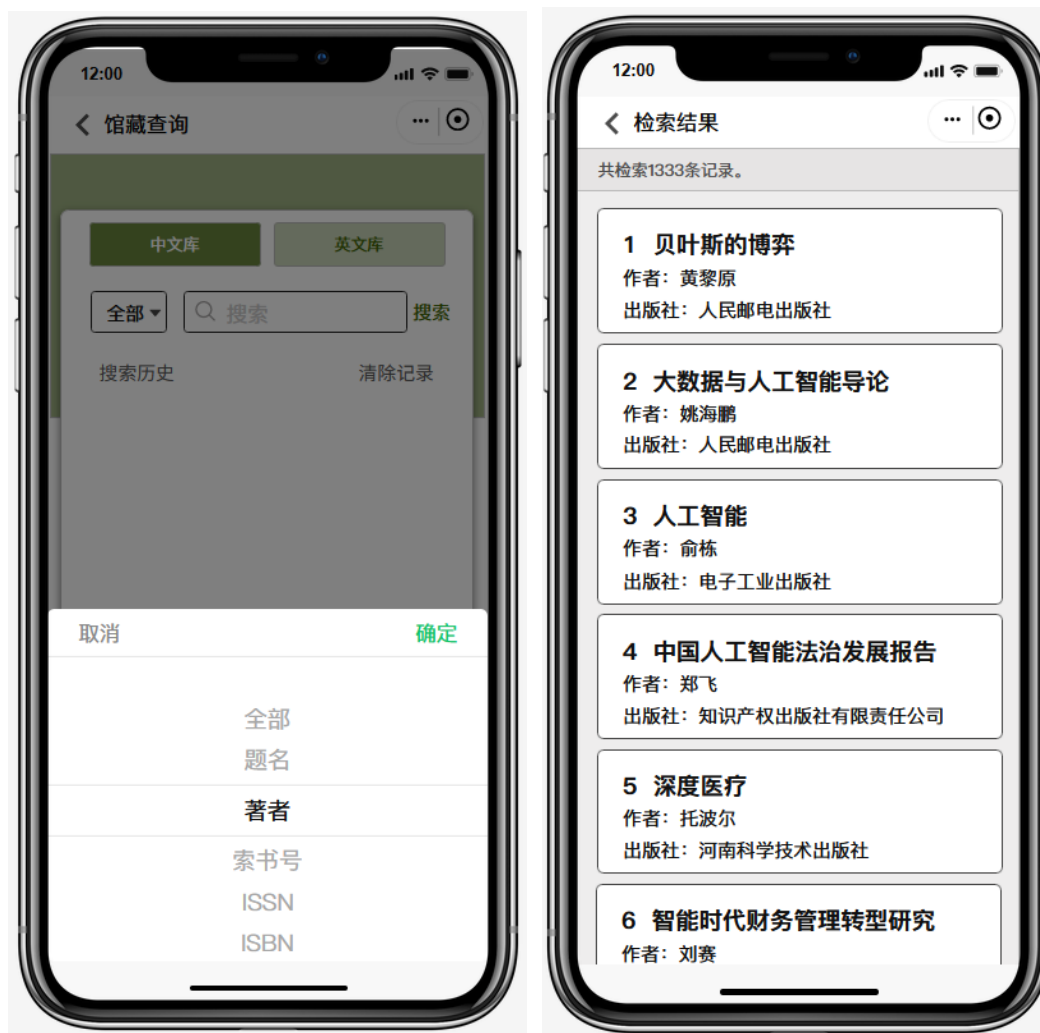 12:00
馆藏查询
中文库
英文库
全部
搜索
搜索
搜索历史
清除记录
取消
确定
全部
题名
著者
索书号
ISSN
ISBN
12:00
检索结果
共检索1333条记录。
1 贝叶斯的博弈
作者：黄黎原
出版社：人民邮电出版社
2 大数据与人工智能导论
作者：姚海鹏
出版社：人民邮电出版社
3 人工智能
作者：俞栋
出版社：电子工业出版社
4 中国人工智能法治发展报告
作者：郑飞
出版社：知识产权出版社有限责任公司
5 深度医疗
作者：托波尔
出版社：河南科学技术出版社
6 智能时代财务管理转型研究
作者：刘赛